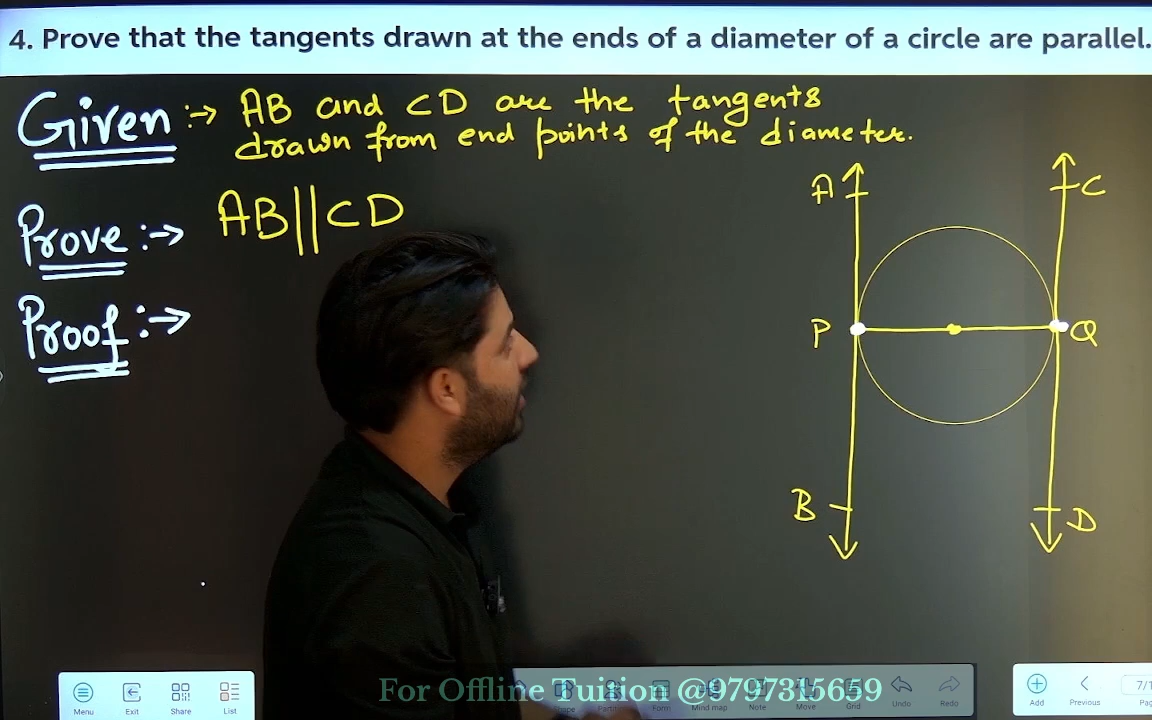 4. Prove that the tangents drawn at the ends of a diameter of a circle are parallel.
Given :→ AB and CD are the tangents
drawn from end points of the diameter.
Prove :→ AB||CD
Proof :→
A
C
P
Q
B
D
For Offline Tuition @9797315659
Menu Exit Share List Mind map Note Move Grid Undo Redo Add Previous